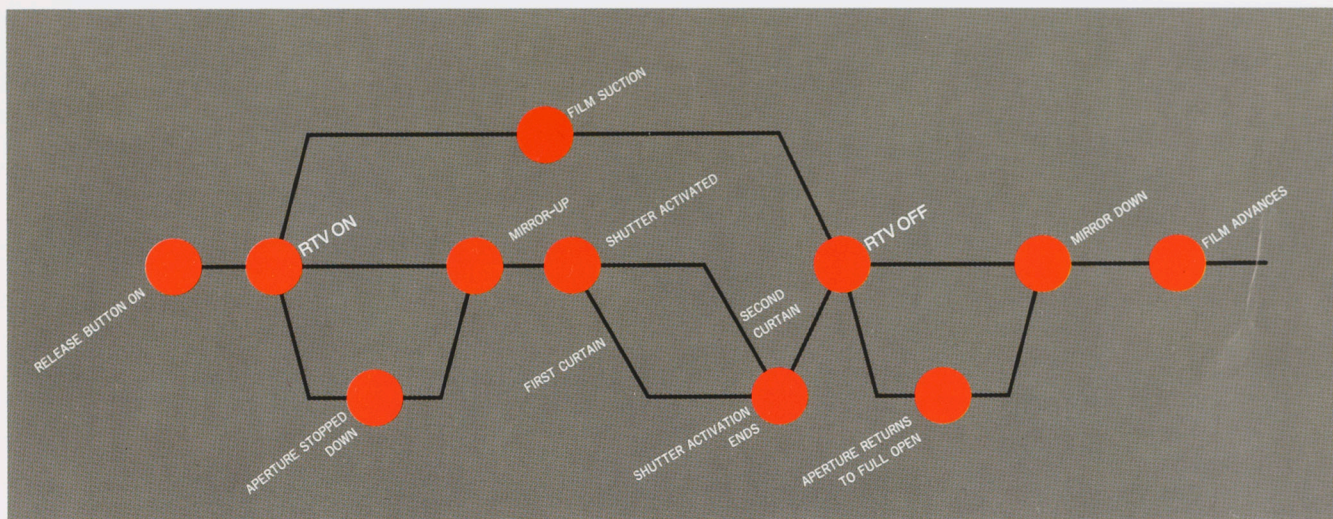 FILM SUCTION
RELEASE BUTTON ON
RTV ON
APERTURE STOPPED
DOWN
MIRROR-UP
SHUTTER ACTIVATED
FIRST CURTAIN
SECOND
CURTAIN
SHUTTER ACTIVATION
ENDS
RTV OFF
APERTURE RETURNS
TO FULL OPEN
MIRROR DOWN
FILM ADVANCES